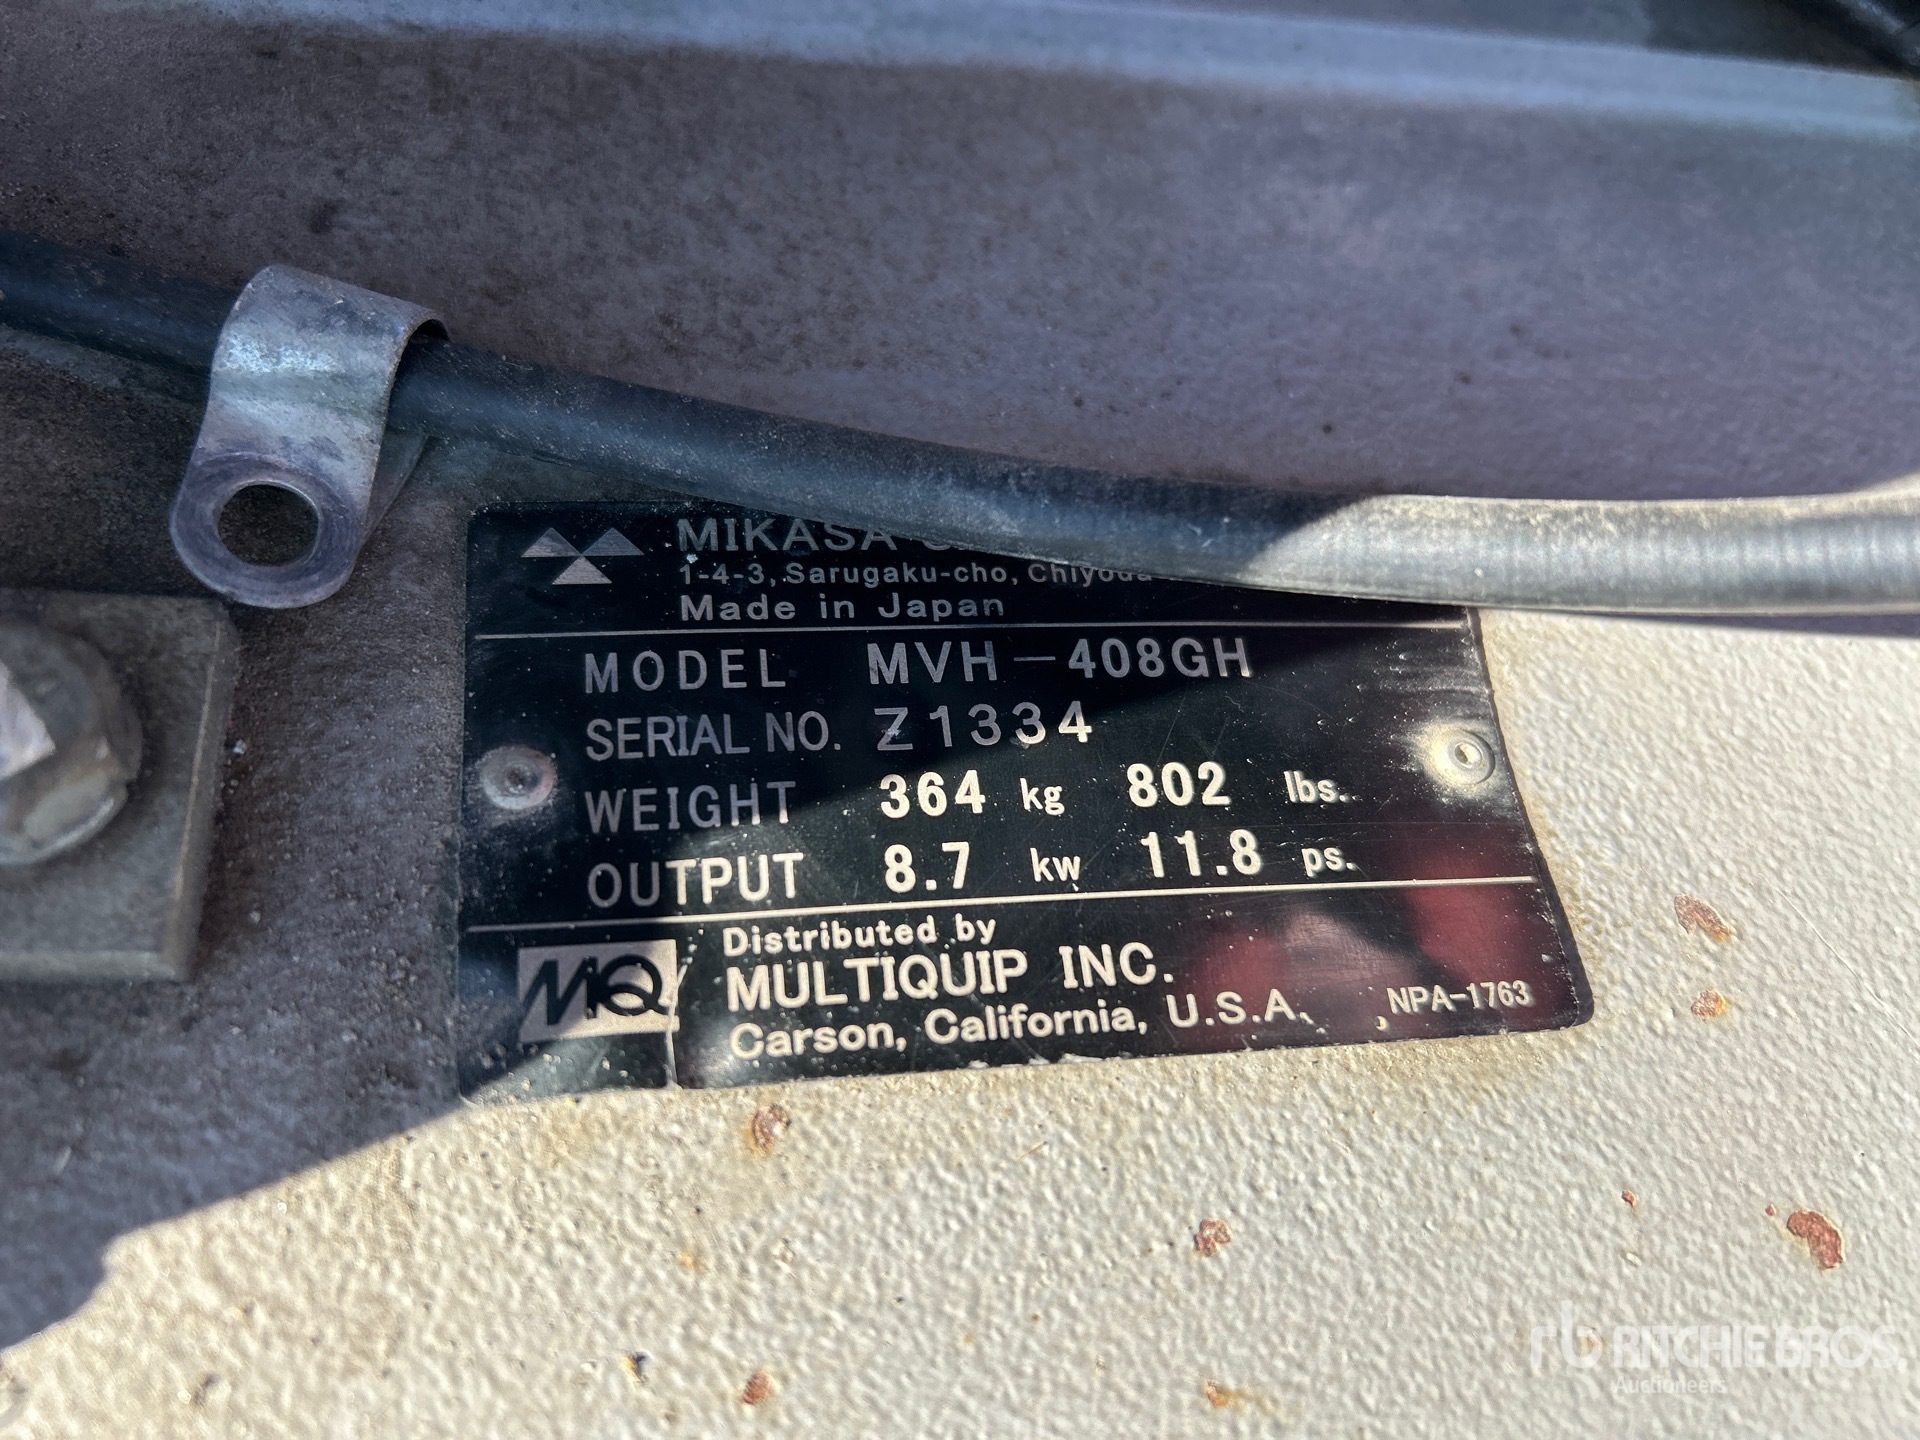 MIKASA
1-4-3, Sarugaku-cho, Chiyoda
Made in Japan
MODEL MVH-408GH
SERIAL NO. Z1334
WEIGHT 364 kg 802 lbs.
OUTPUT 8.7 kw 11.8 ps.
MQ
Distributed by
MULTIQUIP INC.
Carson, California, U.S.A.
NPA-1763
rb RITCHIE BROS.
Auctioneers